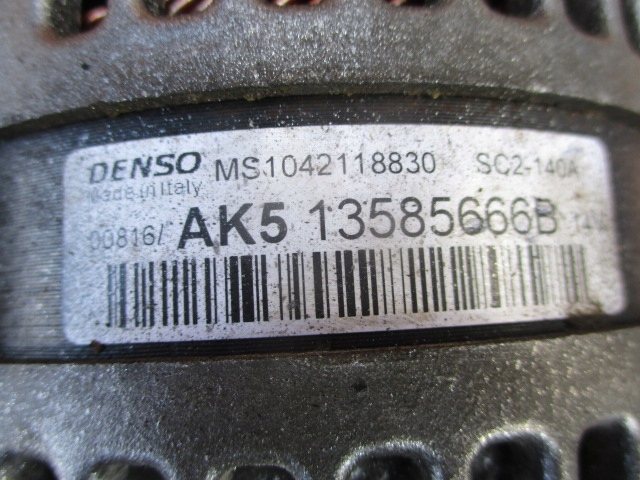 DENSO MS1042118830 SC2-140A
Made in Italy
00816/ AK5 13585666B 14V